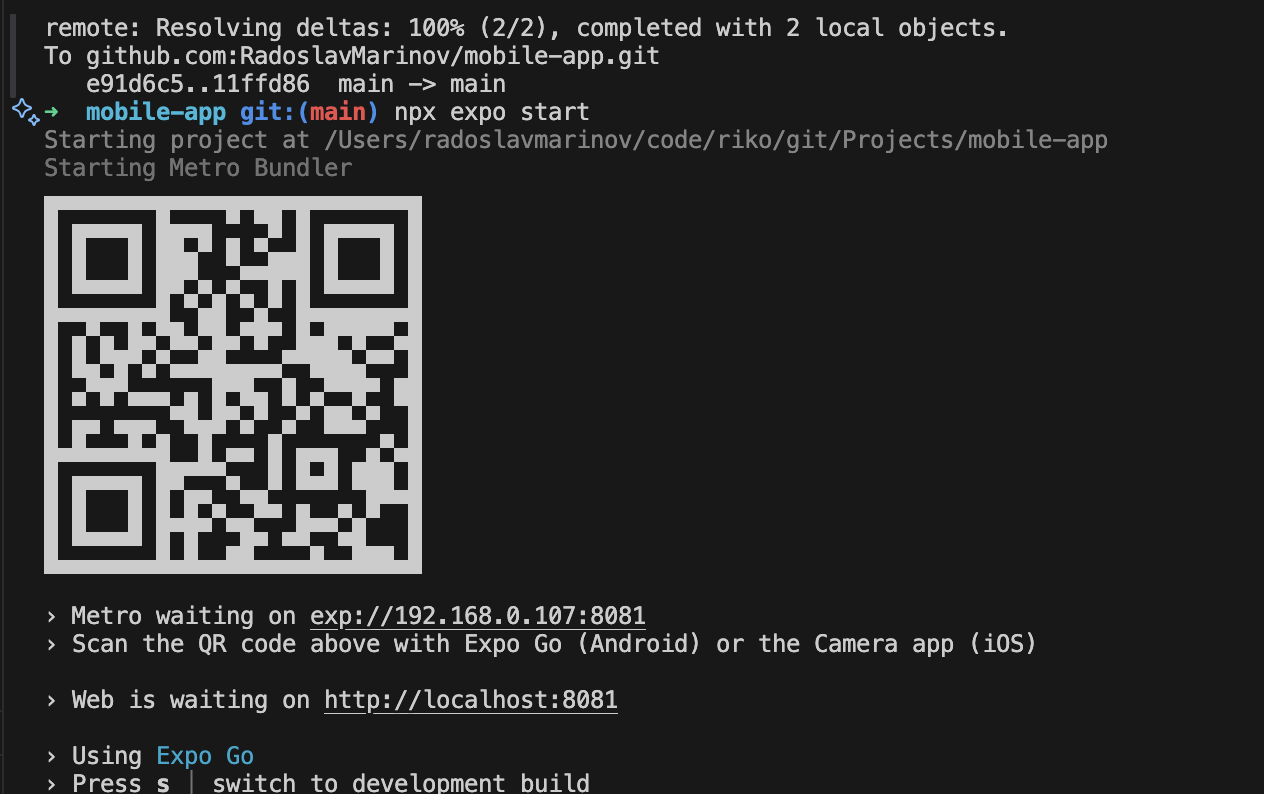 remote: Resolving deltas: 100% (2/2), completed with 2 local objects.
To github.com:RadoslavMarinov/mobile-app.git
   e91d6c5..11ffd86  main -> main
➜  mobile-app git:(main) npx expo start
Starting project at /Users/radoslavmarinov/code/riko/git/Projects/mobile-app
Starting Metro Bundler
› Metro waiting on exp://192.168.0.107:8081
› Scan the QR code above with Expo Go (Android) or the Camera app (iOS)
› Web is waiting on http://localhost:8081
› Using Expo Go
› Press s │ switch to development build